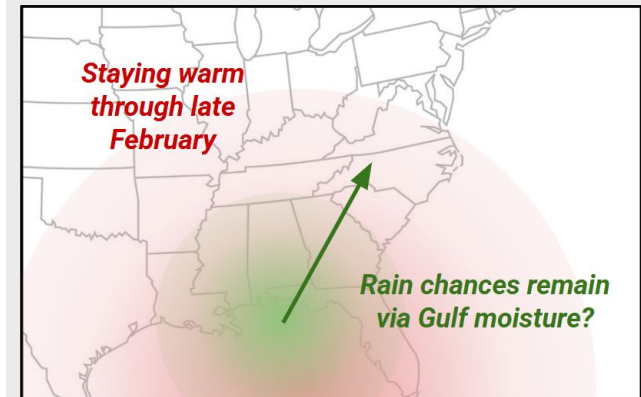 Staying warm
through late
February
Rain chances remain
via Gulf moisture?